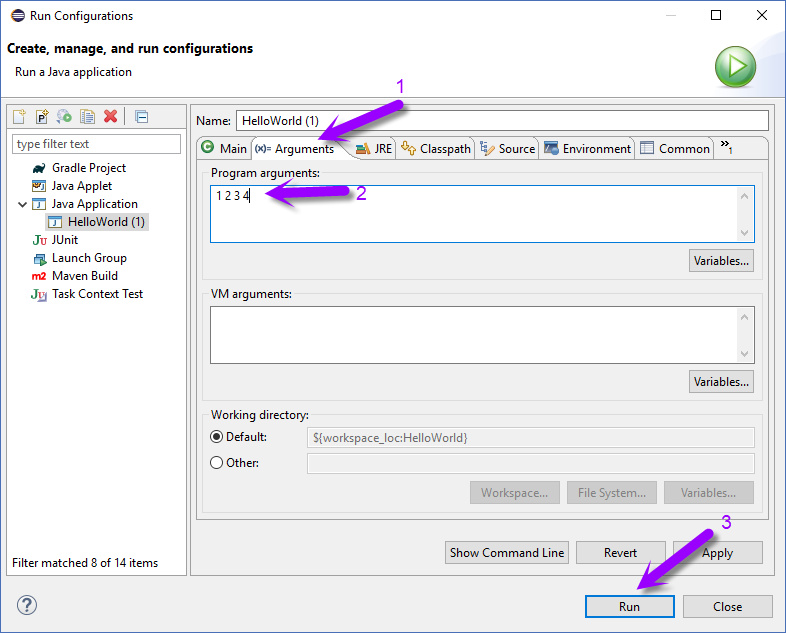 Run Configurations
Create, manage, and run configurations
Run a Java application
1
Name: HelloWorld (1)
type filter text
Main (x)= Arguments JRE Classpath Source Environment Common »1
Gradle Project
Java Applet
Java Application
HelloWorld (1)
Ju JUnit
Launch Group
m2 Maven Build
Ju Task Context Test
Filter matched 8 of 14 items
Program arguments:
1 2 3 4
2
Variables...
VM arguments:
Variables...
Working directory:
Default: ${workspace_loc:HelloWorld}
Other:
Workspace... File System... Variables...
3
Show Command Line Revert Apply
? Run Close